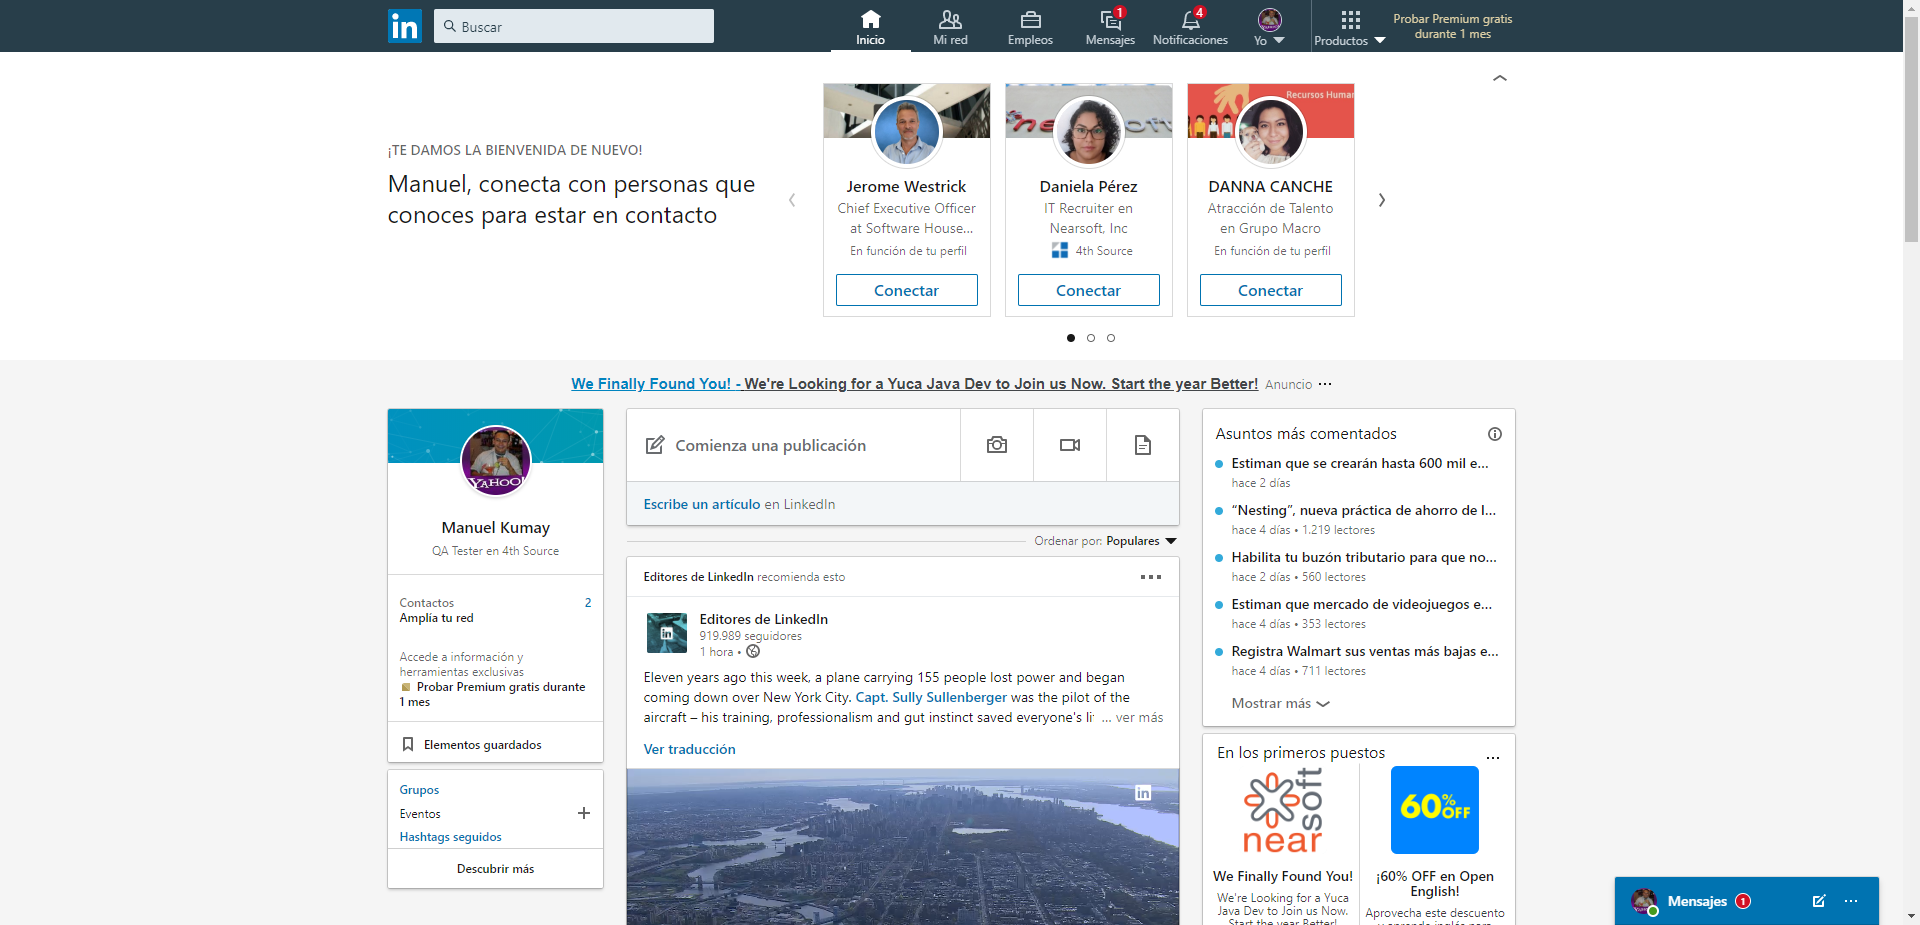 in
Buscar
Inicio
Mi red
Empleos
1
Mensajes
4
Notificaciones
Yo
Productos
Probar Premium gratis
durante 1 mes
¡TE DAMOS LA BIENVENIDA DE NUEVO!
Manuel, conecta con personas que
conoces para estar en contacto
Jerome Westrick
Chief Executive Officer
at Software House...
En función de tu perfil
Conectar
Daniela Pérez
IT Recruiter en
Nearsoft, Inc
4th Source
Conectar
Recursos Human
DANNA CANCHE
Atracción de Talento
en Grupo Macro
En función de tu perfil
Conectar
We Finally Found You! - We're Looking for a Yuca Java Dev to Join us Now. Start the year Better! Anuncio ···
YAHOO!
Manuel Kumay
QA Tester en 4th Source
Contactos 2
Amplía tu red
Accede a información y
herramientas exclusivas
Probar Premium gratis durante
1 mes
Elementos guardados
Grupos
Eventos
Hashtags seguidos
Descubrir más
Comienza una publicación
Escribe un artículo en LinkedIn
Ordenar por: Populares
Editores de LinkedIn recomienda esto
in
Editores de LinkedIn
919.989 seguidores
1 hora •
Eleven years ago this week, a plane carrying 155 people lost power and began
coming down over New York City. Capt. Sully Sullenberger was the pilot of the
aircraft – his training, professionalism and gut instinct saved everyone's li ... ver más
Ver traducción
in
Asuntos más comentados
Estiman que se crearán hasta 600 mil e...
hace 2 días
“Nesting”, nueva práctica de ahorro de l...
hace 4 días • 1.219 lectores
Habilita tu buzón tributario para que no...
hace 2 días • 560 lectores
Estiman que mercado de videojuegos e...
hace 4 días • 353 lectores
Registra Walmart sus ventas más bajas e...
hace 4 días • 711 lectores
Mostrar más
En los primeros puestos ...
near
soft
We Finally Found You!
We're Looking for a Yuca
Java Dev to Join us Now.
Start the year Better!
60% OFF
¡60% OFF en Open
English!
Aprovecha este descuento
Mensajes 1